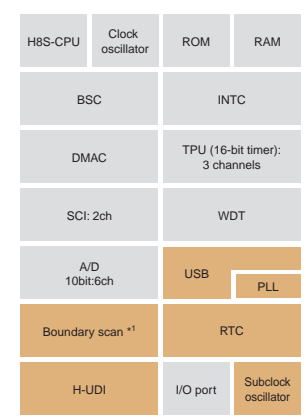 H8S-CPU
Clock
oscillator
ROM
RAM
BSC
INTC
DMAC
TPU (16-bit timer):
3 channels
SCI: 2ch
WDT
A/D
10bit:6ch
USB
PLL
Boundary scan *1
RTC
H-UDI
I/O port
Subclock
oscillator